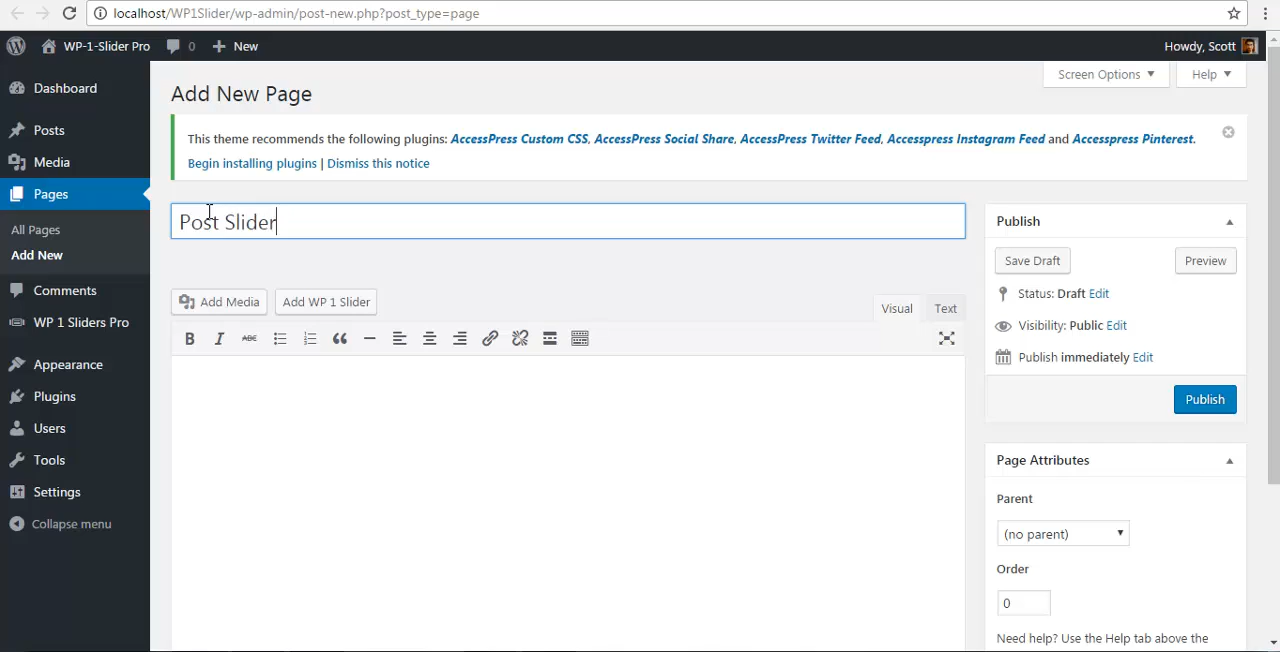 localhost/WP1Slider/wp-admin/post-new.php?post_type=page
WP-1-Slider Pro 0 New Howdy, Scott
Screen Options Help
Dashboard
Posts
Media
Pages
All Pages
Add New
Comments
WP 1 Sliders Pro
Appearance
Plugins
Users
Tools
Settings
Collapse menu
Add New Page
This theme recommends the following plugins: AccessPress Custom CSS, AccessPress Social Share, AccessPress Twitter Feed, Accesspress Instagram Feed and Accesspress Pinterest.
Begin installing plugins | Dismiss this notice
Post Slider
Add Media Add WP 1 Slider
Visual Text
B I ABC
Publish
Save Draft Preview
Status: Draft Edit
Visibility: Public Edit
Publish immediately Edit
Publish
Page Attributes
Parent
(no parent)
Order
0
Need help? Use the Help tab above the